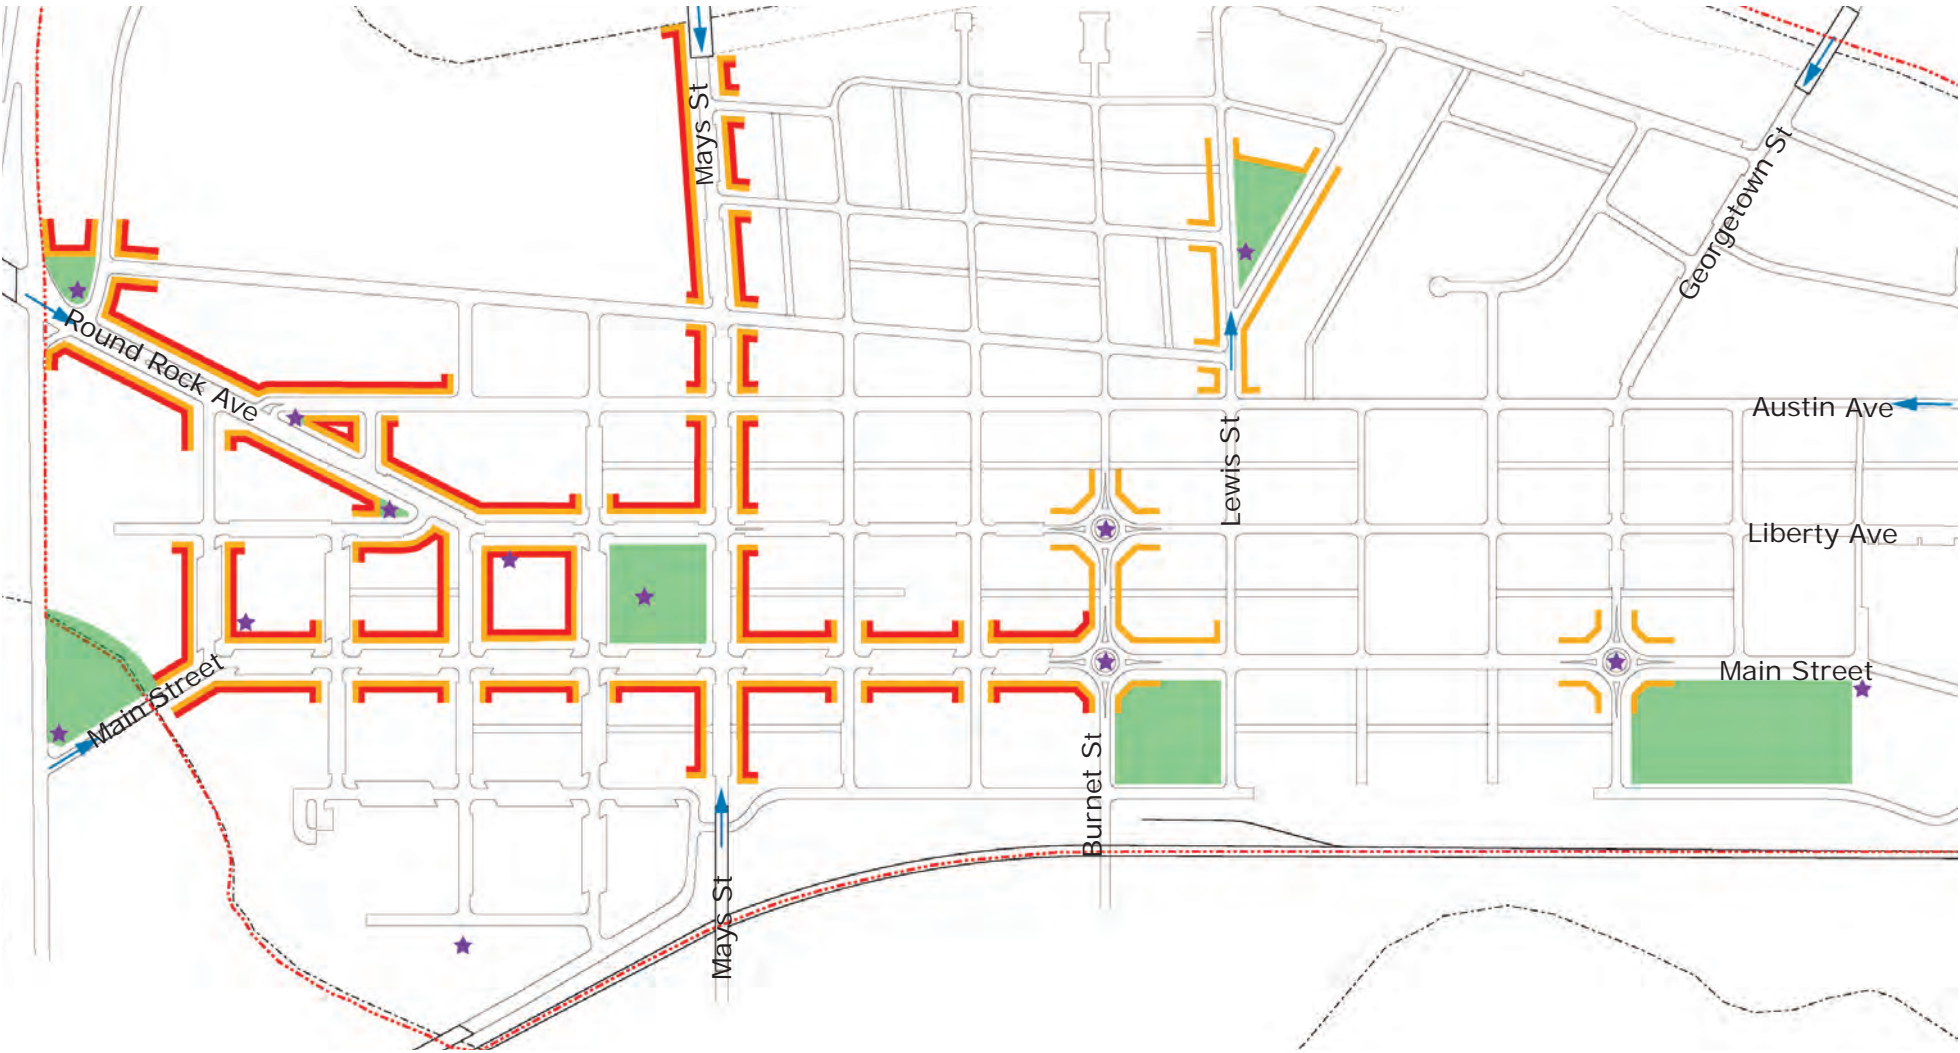 Mays St
Georgetown St
Round Rock Ave
Austin Ave
Lewis St
Liberty Ave
Main Street
Main Street
Burnet St
Mays St